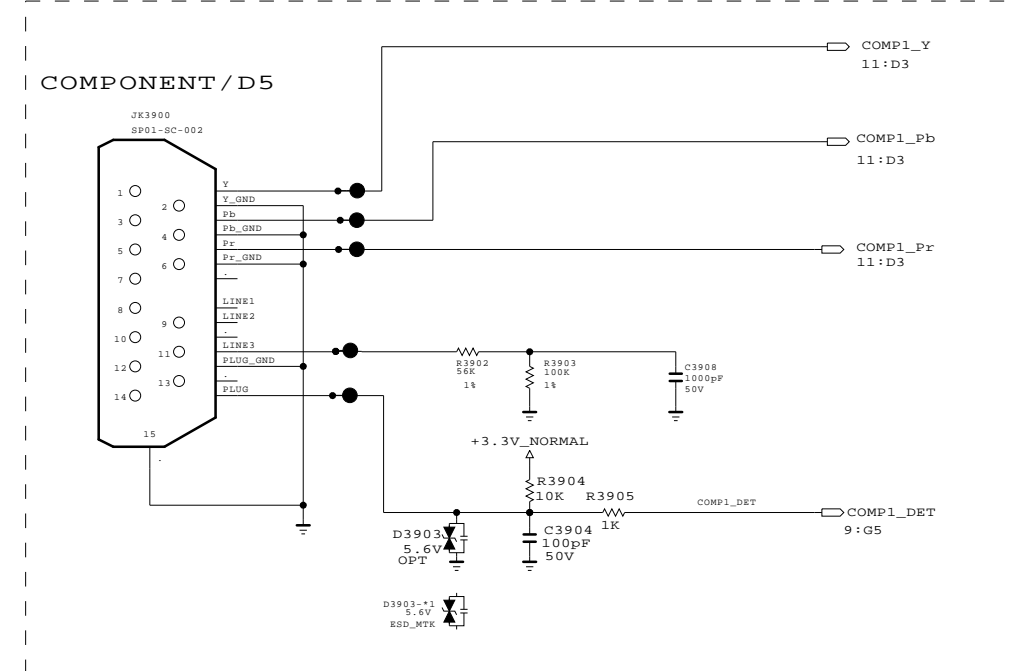 COMP1_Y
11:D3
COMPONENT/D5
JK3900
SP01-SC-002
COMP1_Pb
11:D3
1
Y
2
Y_GND
3
Pb
4
Pb_GND
5
Pr
COMP1_Pr
11:D3
6
Pr_GND
7
.
8
LINE1
9
LINE2
10
.
11
LINE3
12
PLUG_GND
13
.
14
PLUG
15
.
R3902
56K
1%
R3903
100K
1%
C3908
1000pF
50V
+3.3V_NORMAL
R3904
10K
R3905
1K
COMP1_DET
COMP1_DET
9:G5
D3903
5.6V
OPT
C3904
100pF
50V
D3903-*1
5.6V
ESD_MTK